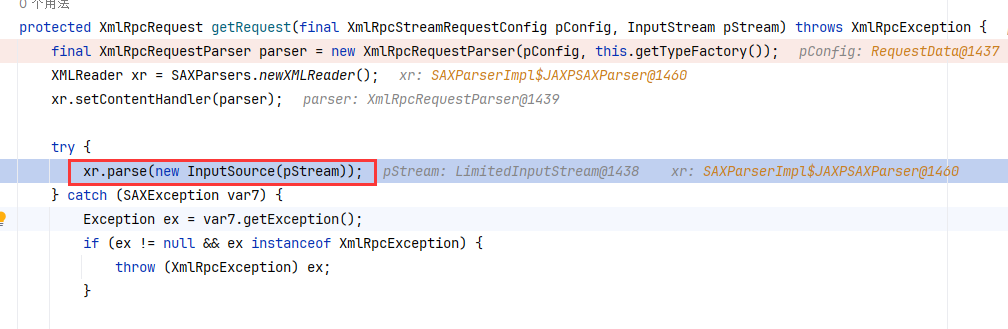 0 个用法
protected XmlRpcRequest getRequest(final XmlRpcStreamRequestConfig pConfig, InputStream pStream) throws XmlRpcException {
final XmlRpcRequestParser parser = new XmlRpcRequestParser(pConfig, this.getTypeFactory()); pConfig: RequestData@1437
XMLReader xr = SAXParsers.newXMLReader(); xr: SAXParserImpl$JAXPSAXParser@1460
xr.setContentHandler(parser); parser: XmlRpcRequestParser@1439
try {
xr.parse(new InputSource(pStream)); pStream: LimitedInputStream@1438 xr: SAXParserImpl$JAXPSAXParser@1460
} catch (SAXException var7) {
Exception ex = var7.getException();
if (ex != null && ex instanceof XmlRpcException) {
throw (XmlRpcException) ex;
}